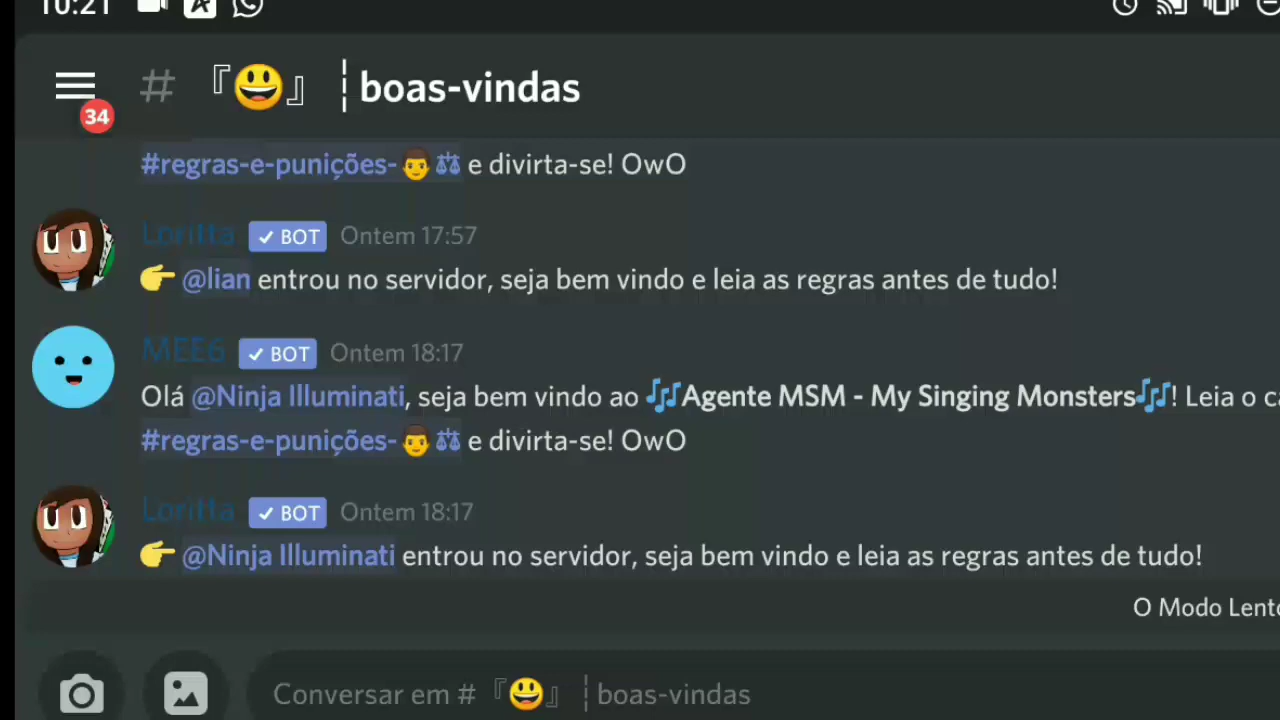 10:21
# 『😃』 ┆boas-vindas
34
#regras-e-punições-👨⚖ e divirta-se! OwO
Loritta ✓ BOT Ontem 17:57
👉 @lian entrou no servidor, seja bem vindo e leia as regras antes de tudo!
MEE6 ✓ BOT Ontem 18:17
Olá @Ninja Illuminati, seja bem vindo ao 🎶Agente MSM - My Singing Monsters🎶! Leia o
#regras-e-punições-👨⚖ e divirta-se! OwO
Loritta ✓ BOT Ontem 18:17
👉 @Ninja Illuminati entrou no servidor, seja bem vindo e leia as regras antes de tudo!
O Modo Lento
Conversar em # 『😃』 ┆boas-vindas